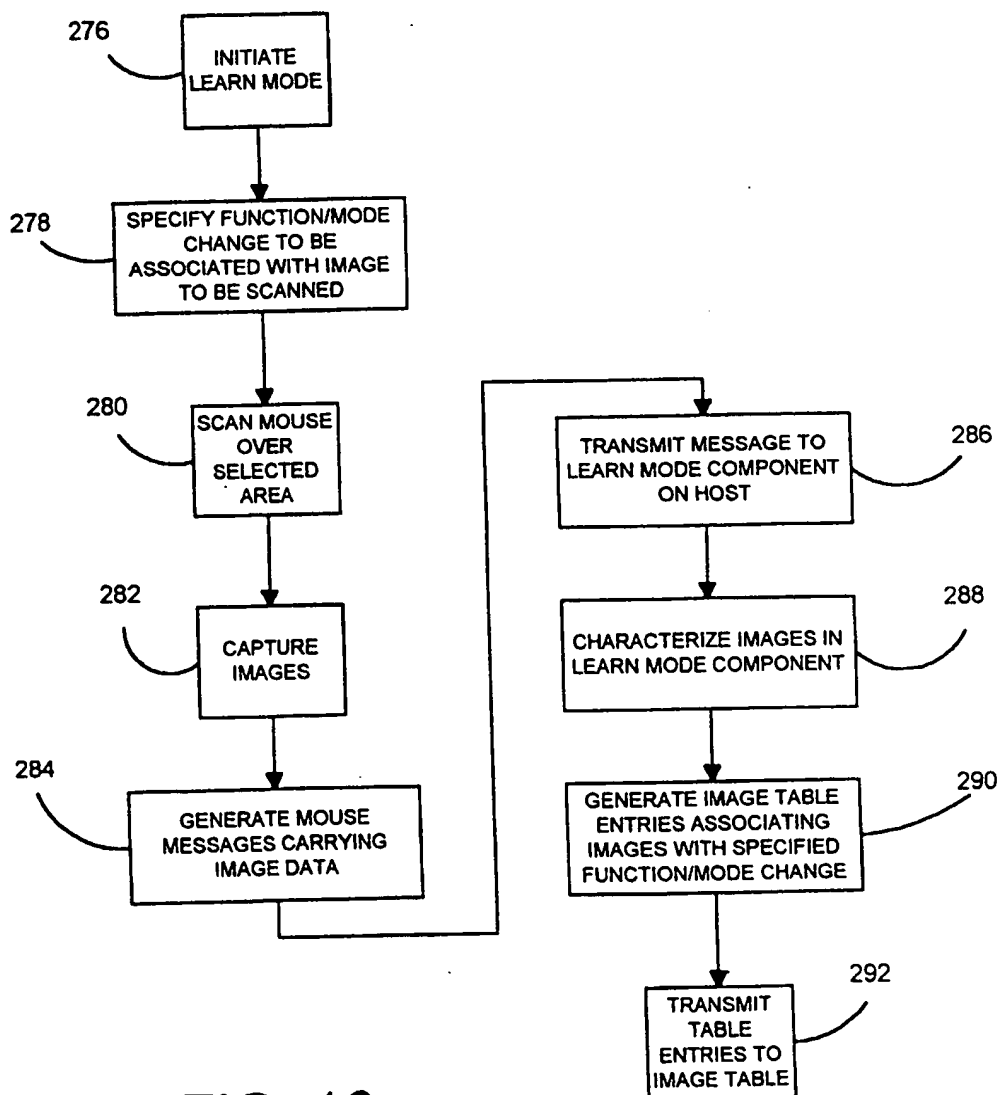 276
INITIATE
LEARN MODE
278
SPECIFY FUNCTION/MODE
CHANGE TO BE
ASSOCIATED WITH IMAGE
TO BE SCANNED
280
SCAN MOUSE
OVER
SELECTED
AREA
282
CAPTURE
IMAGES
284
GENERATE MOUSE
MESSAGES CARRYING
IMAGE DATA
TRANSMIT MESSAGE TO
LEARN MODE COMPONENT
ON HOST
286
CHARACTERIZE IMAGES IN
LEARN MODE COMPONENT
288
GENERATE IMAGE TABLE
ENTRIES ASSOCIATING
IMAGES WITH SPECIFIED
FUNCTION/MODE CHANGE
290
TRANSMIT
TABLE
ENTRIES TO
IMAGE TABLE
292